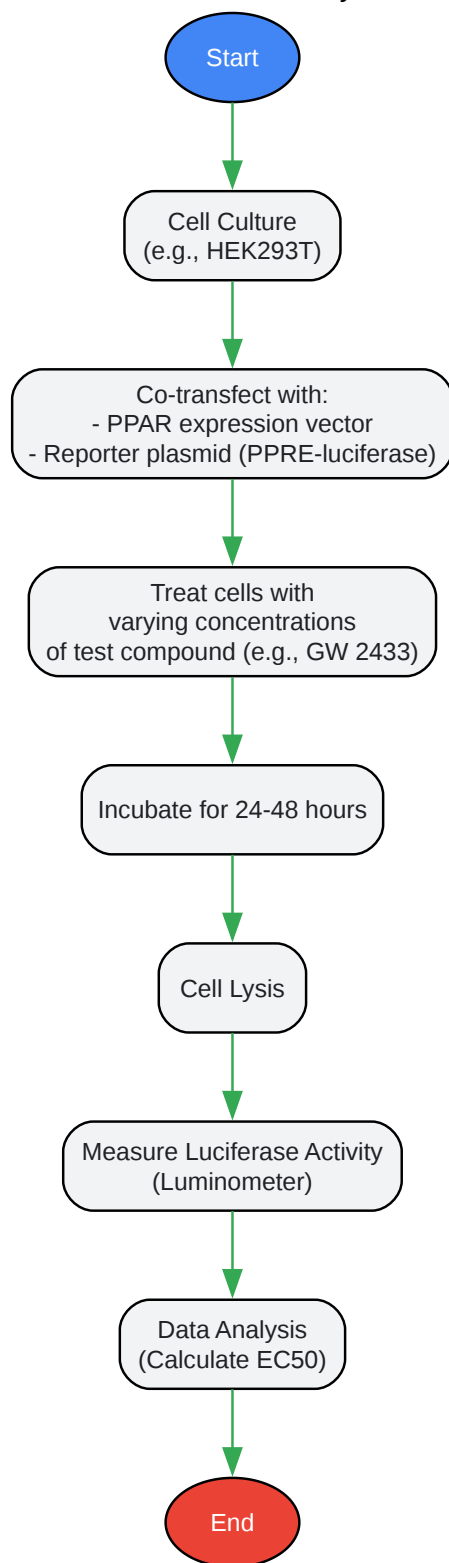 Start
Cell Culture
(e.g., HEK293T)
Co-transfect with:
- PPAR expression vector
- Reporter plasmid (PPRE-luciferase)
Treat cells with
varying concentrations
of test compound (e.g., GW 2433)
Incubate for 24-48 hours
Cell Lysis
Measure Luciferase Activity
(Luminometer)
Data Analysis
(Calculate EC50)
End